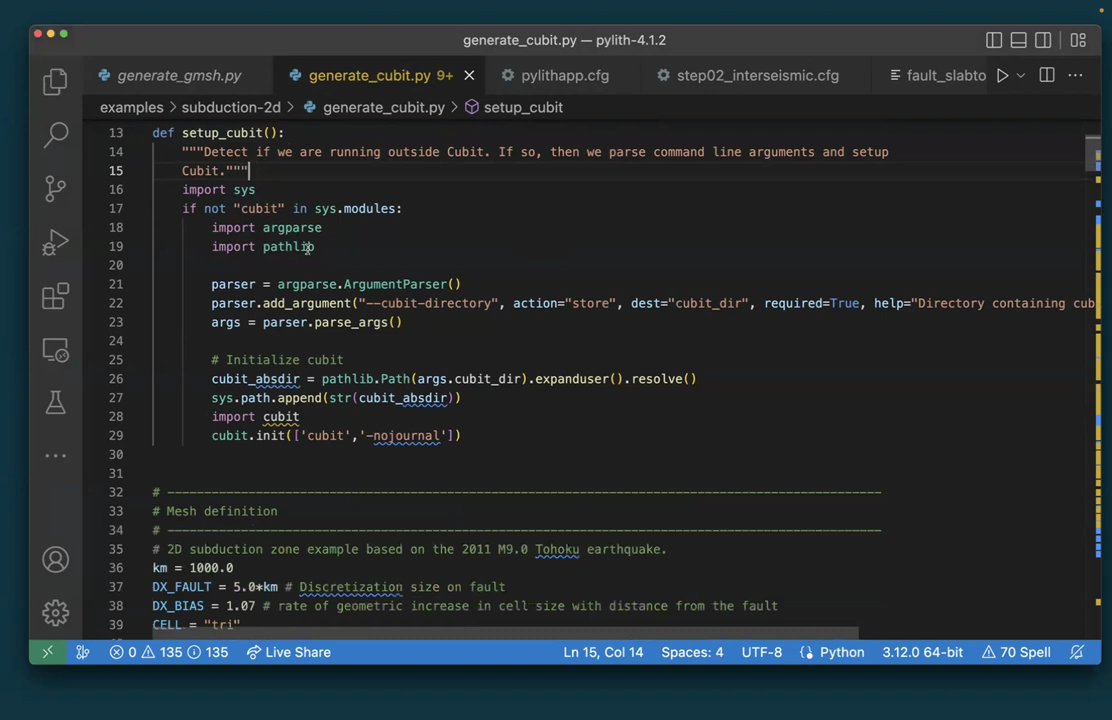 generate_cubit.py — pylith-4.1.2
generate_gmsh.py generate_cubit.py 9+ pylithapp.cfg step02_interseismic.cfg fault_slabto
examples > subduction-2d > generate_cubit.py > setup_cubit
13 def setup_cubit():
14 """Detect if we are running outside Cubit. If so, then we parse command line arguments and setup
15 Cubit."""
16 import sys
17 if not "cubit" in sys.modules:
18 import argparse
19 import pathlib
20
21 parser = argparse.ArgumentParser()
22 parser.add_argument("--cubit-directory", action="store", dest="cubit_dir", required=True, help="Directory containing cub
23 args = parser.parse_args()
24
25 # Initialize cubit
26 cubit_absdir = pathlib.Path(args.cubit_dir).expanduser().resolve()
27 sys.path.append(str(cubit_absdir))
28 import cubit
29 cubit.init(['cubit','-nojournal'])
30
31
32 # -------------------------------------------------------------------------------------------------
33 # Mesh definition
34 # -------------------------------------------------------------------------------------------------
35 # 2D subduction zone example based on the 2011 M9.0 Tohoku earthquake.
36 km = 1000.0
37 DX_FAULT = 5.0*km # Discretization size on fault
38 DX_BIAS = 1.07 # rate of geometric increase in cell size with distance from the fault
39 CELL = "tri"
0 135 135 Live Share Ln 15, Col 14 Spaces: 4 UTF-8 Python 3.12.0 64-bit 70 Spell